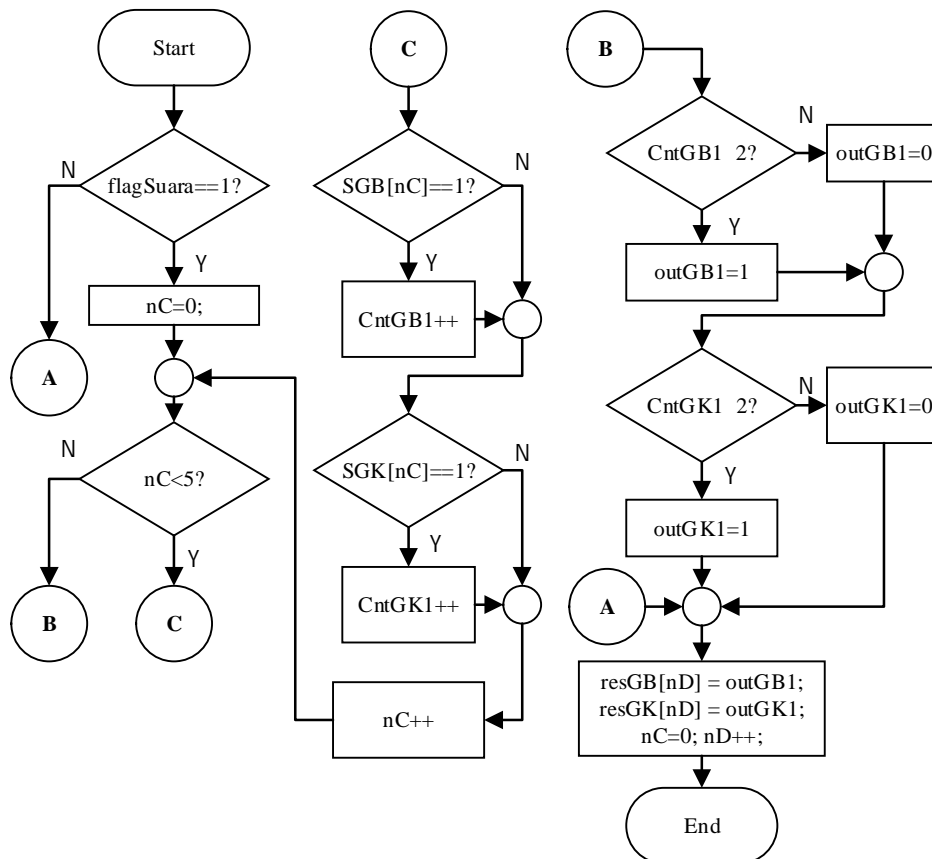 Start
flagSuara==1?
N
Y
nC=0;
A
nC<5?
N
Y
B
C
C
SGB[nC]==1?
N
Y
CntGB1++
SGK[nC]==1?
N
Y
CntGK1++
nC++
B
CntGB1 2?
N
outGB1=0
Y
outGB1=1
CntGK1 2?
N
outGK1=0
Y
outGK1=1
A
resGB[nD] = outGB1;
resGK[nD] = outGK1;
nC=0; nD++;
End